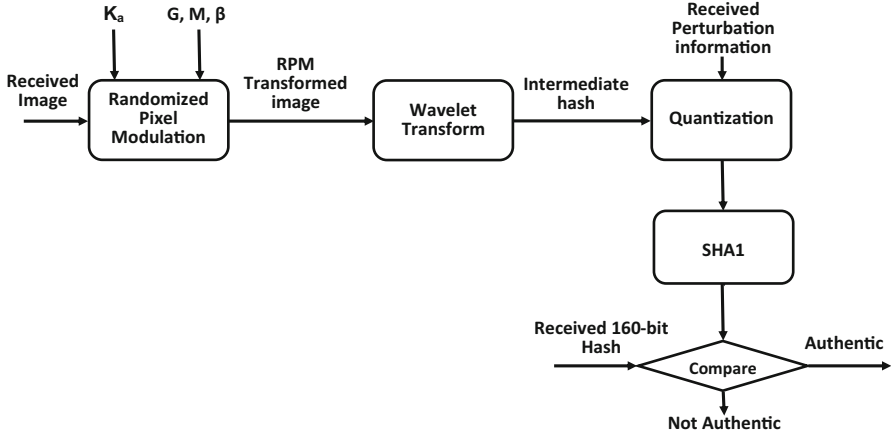 Kₐ
G, M, β
Received
Perturbation
information
Received
Image
Randomized
Pixel
Modulation
RPM
Transformed
image
Wavelet
Transform
Intermediate
hash
Quantization
SHA1
Received 160-bit
Hash
Compare
Authentic
Not Authentic